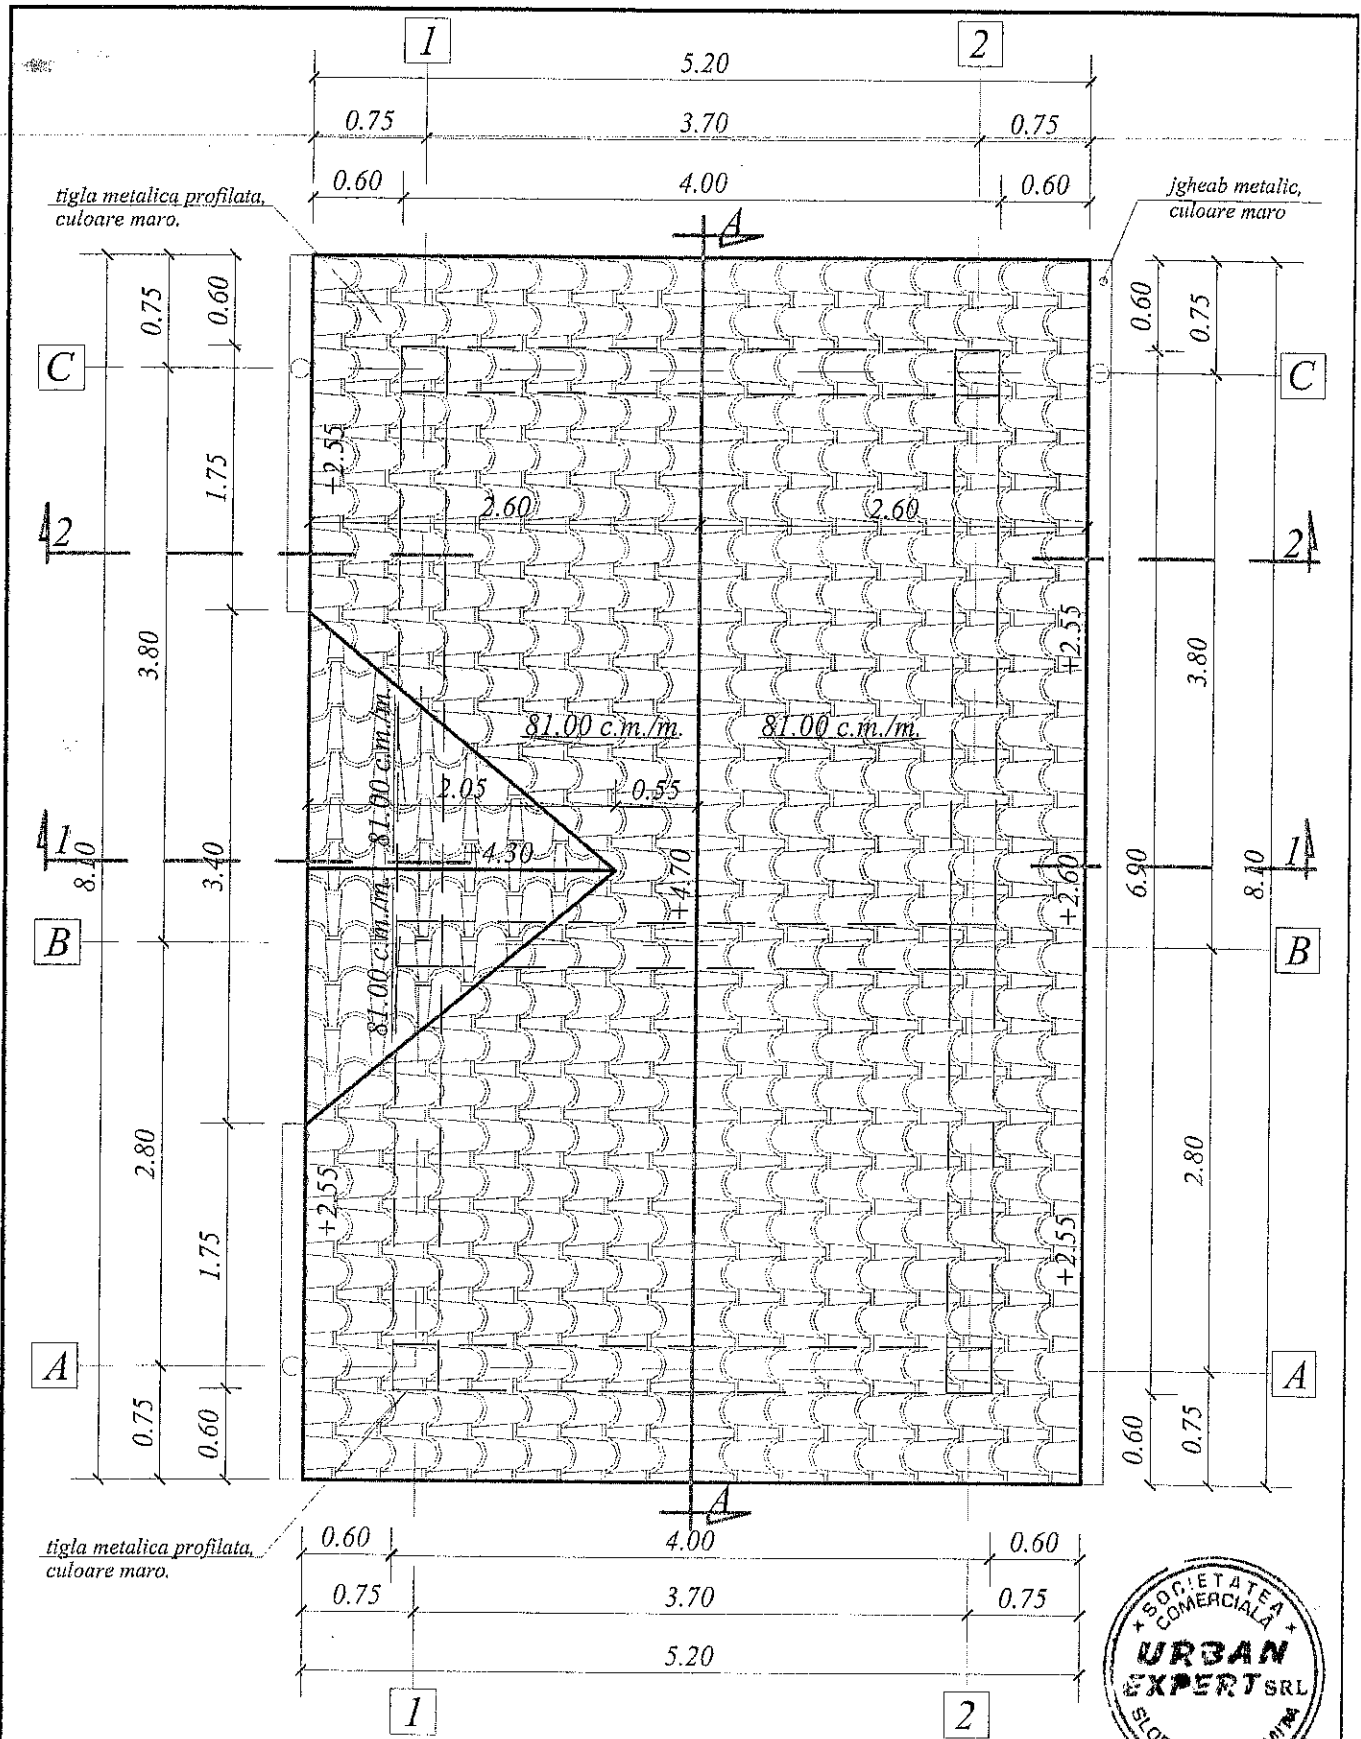 1
2
5.20
0.75
3.70
0.75
0.60
4.00
0.60
tigla metalica profilata,
culoare maro.
jgheab metalic,
culoare maro
A
0.75
0.60
0.60
0.75
C
C
+2.55
1.75
2.60
2.60
2
2
+2.55
3.80
3.80
81.00 c.m./m.
81.00 c.m./m.
81.00 c.m./m.
2.05
0.55
1
1
8.10
3.40
+4.30
+4.70
+2.60
6.90
8.10
81.00 c.m./m.
B
B
2.80
2.80
+2.55
+2.55
1.75
A
A
0.75
0.60
0.60
0.75
A
tigla metalica profilata,
culoare maro.
0.60
4.00
0.60
0.75
3.70
0.75
5.20
1
2
SOCIETATEA
COMERCIALĂ
URBAN
EXPERT SRL